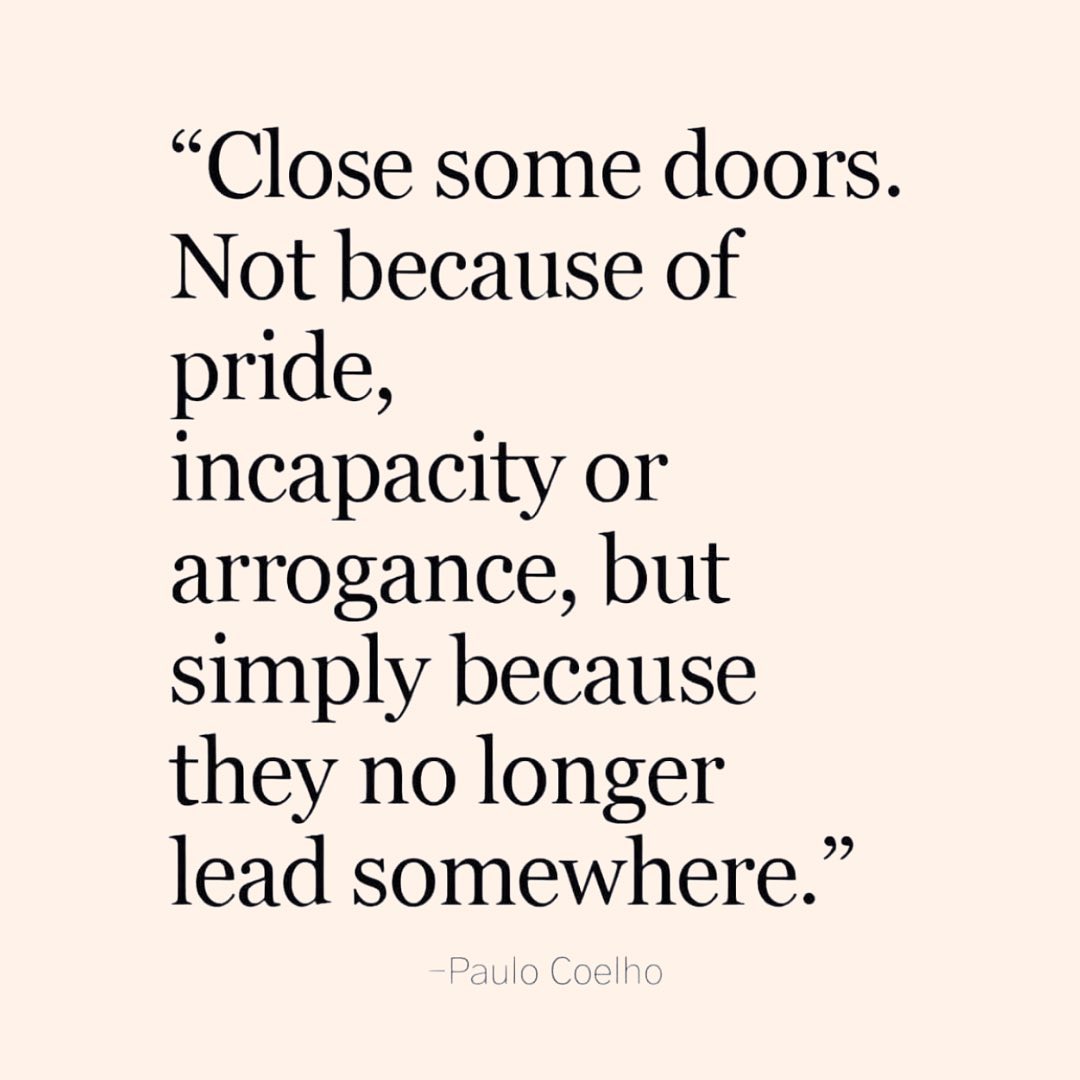 “Close some doors.
Not because of
pride,
incapacity or
arrogance, but
simply because
they no longer
lead somewhere.”
–Paulo Coelho